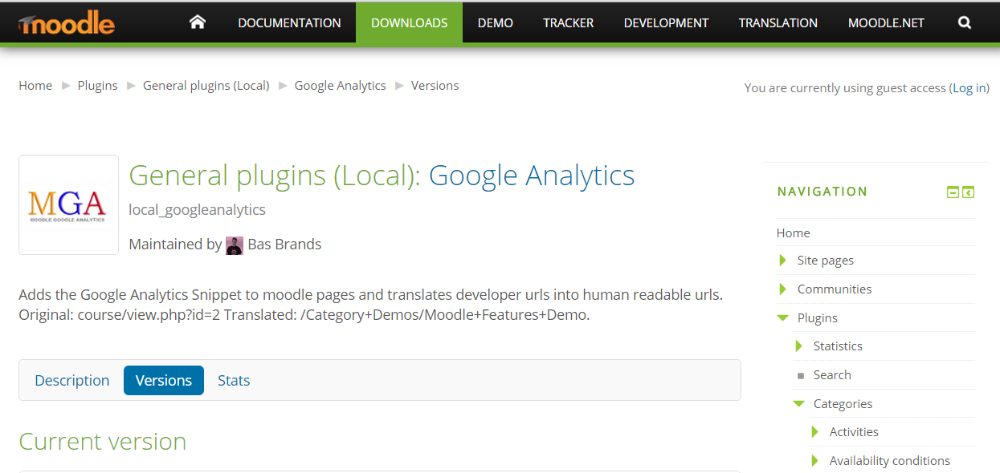 moodle
DOCUMENTATION
DOWNLOADS
DEMO
TRACKER
DEVELOPMENT
TRANSLATION
MOODLE.NET
Home Plugins General plugins (Local) Google Analytics Versions
You are currently using guest access (Log in)
MGA
MOODLE GOOGLE ANALYTICS
General plugins (Local): Google Analytics
local_googleanalytics
Maintained by Bas Brands
Adds the Google Analytics Snippet to moodle pages and translates developer urls into human readable urls.
Original: course/view.php?id=2 Translated: /Category+Demos/Moodle+Features+Demo.
Description
Versions
Stats
Current version
NAVIGATION
Home
Site pages
Communities
Plugins
Statistics
Search
Categories
Activities
Availability conditions